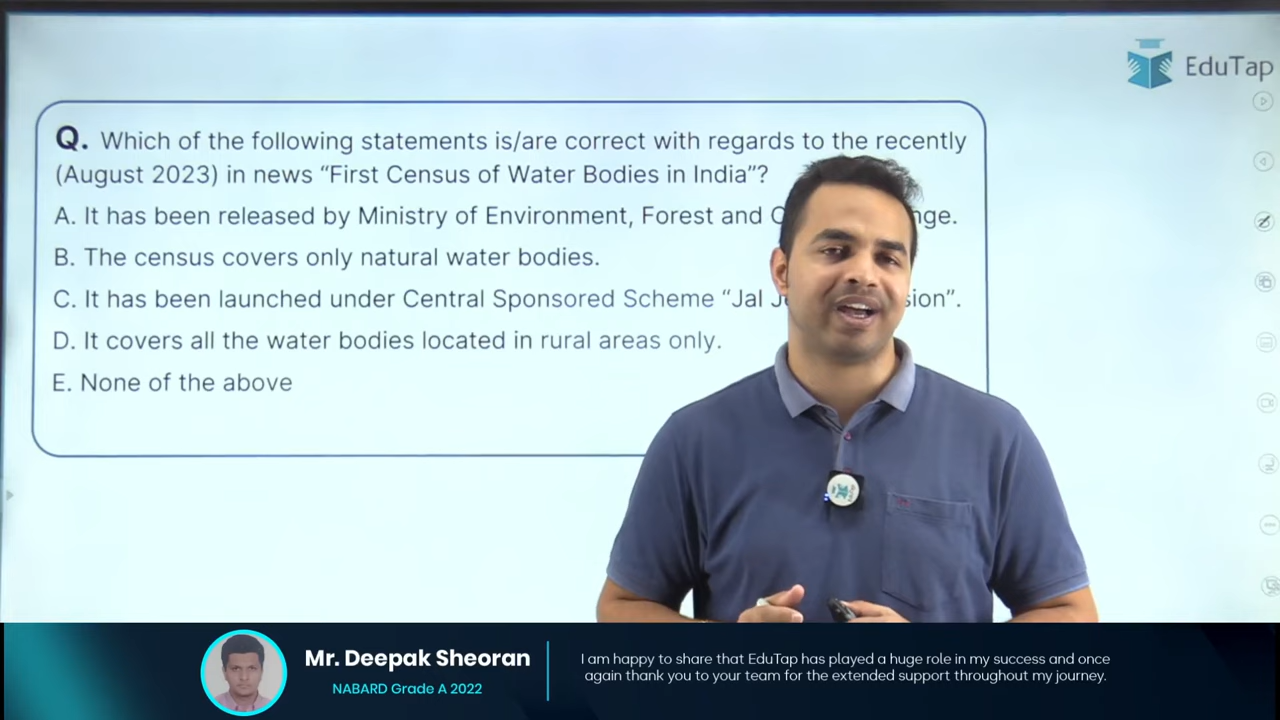 EduTap
Q. Which of the following statements is/are correct with regards to the recently
(August 2023) in news “First Census of Water Bodies in India”?
A. It has been released by Ministry of Environment, Forest and
B. The census covers only natural water bodies.
C. It has been launched under Central Sponsored Scheme “Jal
D. It covers all the water bodies located in rural areas only.
E. None of the above
Mr. Deepak Sheoran
NABARD Grade A 2022
I am happy to share that EduTap has played a huge role in my success and once
again thank you to your team for the extended support throughout my journey.